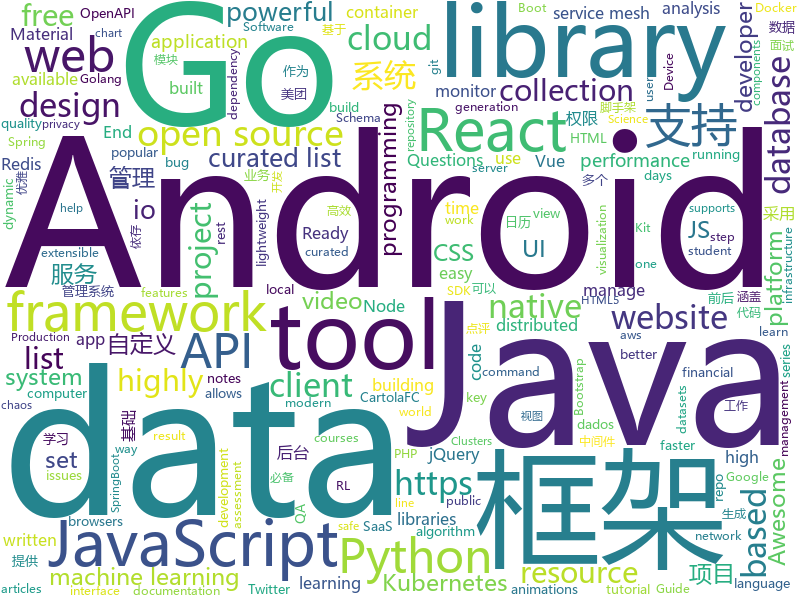 free
OpenAPI
Material
chart
Go
powerful
Software
基于
container
service mesh
analysis
Boot
Docker
数据
面试
library
application
模块
available
Golang
web
built
dependency
作为
美团
cloud
系统
git
monitor
collection
user
Device
developer
database
components
design
quality
privacy
build
Schema
generation
脚手架
Science
open source
programming
repository
React
权限
HTML
支持
End
popular
Spring
Redis
bug
curated list
Questions
use
Vue
performance
running
dynamic
优雅
管理
业务
开发
server
days
多个
采用
Android
help
依存
io
rest
lightweight
高效
curated
time
work
日历
view
JS
Kit
supports
step
student
one
visualization
infrastructure
extensible
服务
project
Ready
CSS
easy
UI
platform
管理系统
features
local
video
Node
SDK
可以
native
HTML5
manage
前后
涵盖
代码
framework
Production
app
自定义
API
tool
点评
distributed
website
learn
list
notes
allows
client
code
aws
better
series
system
computer
highly
building
command
Bootstrap
financial
management
chaos
基础
modern
CartolaFC
world
key
Java
data
学习
way
set
result
后台
courses
PHP
Clusters
dados
datasets
视图
工作
中间件
issues
SpringBoot
development
assessment
必备
jQuery
faster
框架
high
Google
repo
browsers
JavaScript
QA
RL
line
https
public
libraries
based
Awesome
written
Python
safe
SaaS
algorithm
生成
network
提供
machine learning
learning
Kubernetes
resource
项目
language
articles
interface
documentation
Twitter
animations
tutorial
Guide